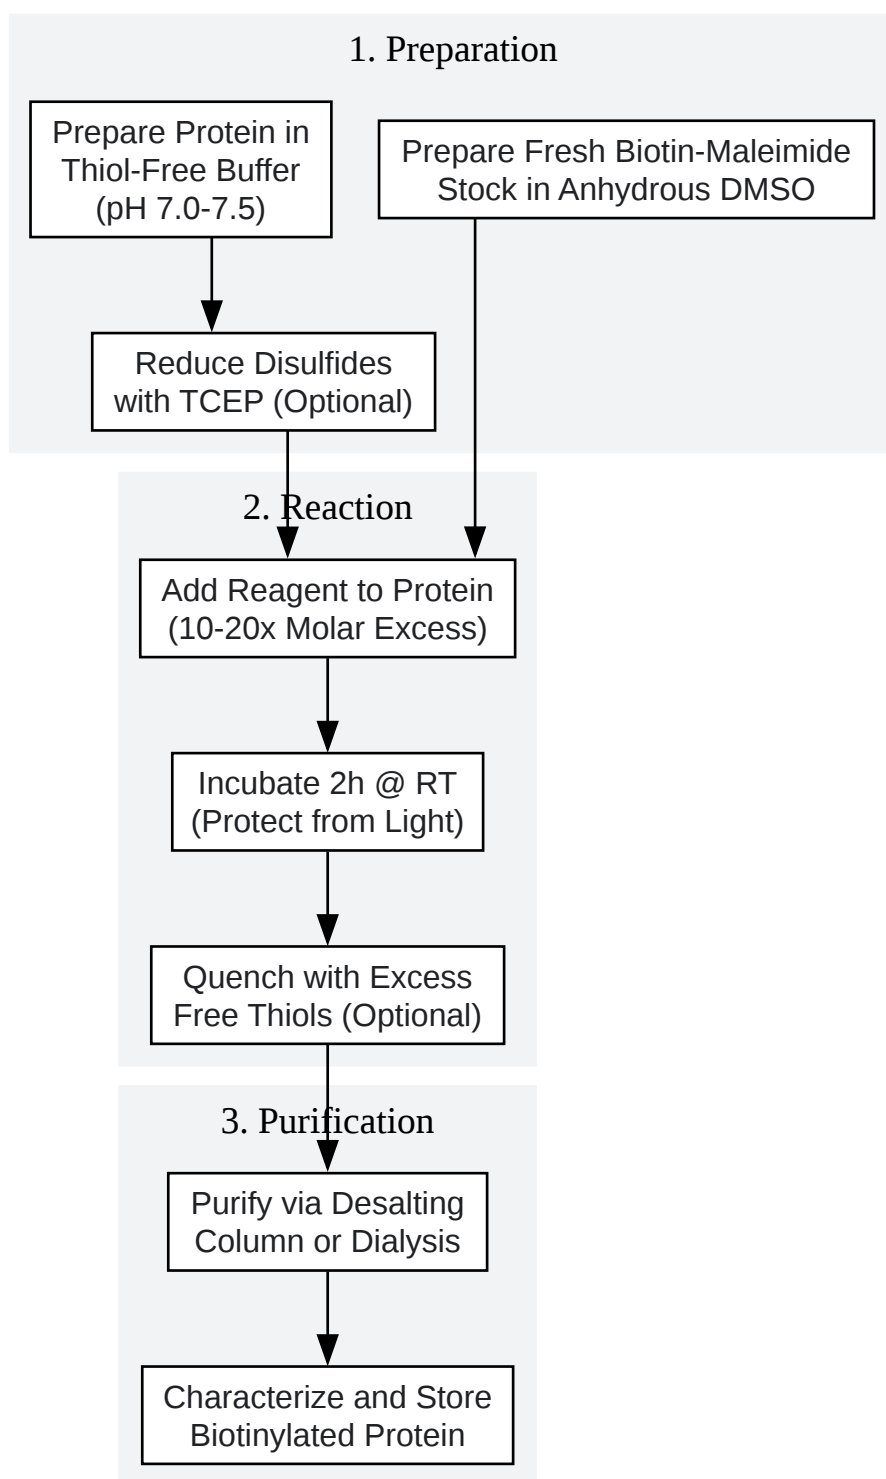 1. Preparation
Prepare Protein in
Thiol-Free Buffer
(pH 7.0-7.5)
Prepare Fresh Biotin-Maleimide
Stock in Anhydrous DMSO
Reduce Disulfides
with TCEP (Optional)
2. Reaction
Add Reagent to Protein
(10-20x Molar Excess)
Incubate 2h @ RT
(Protect from Light)
Quench with Excess
Free Thiols (Optional)
3. Purification
Purify via Desalting
Column or Dialysis
Characterize and Store
Biotinylated Protein